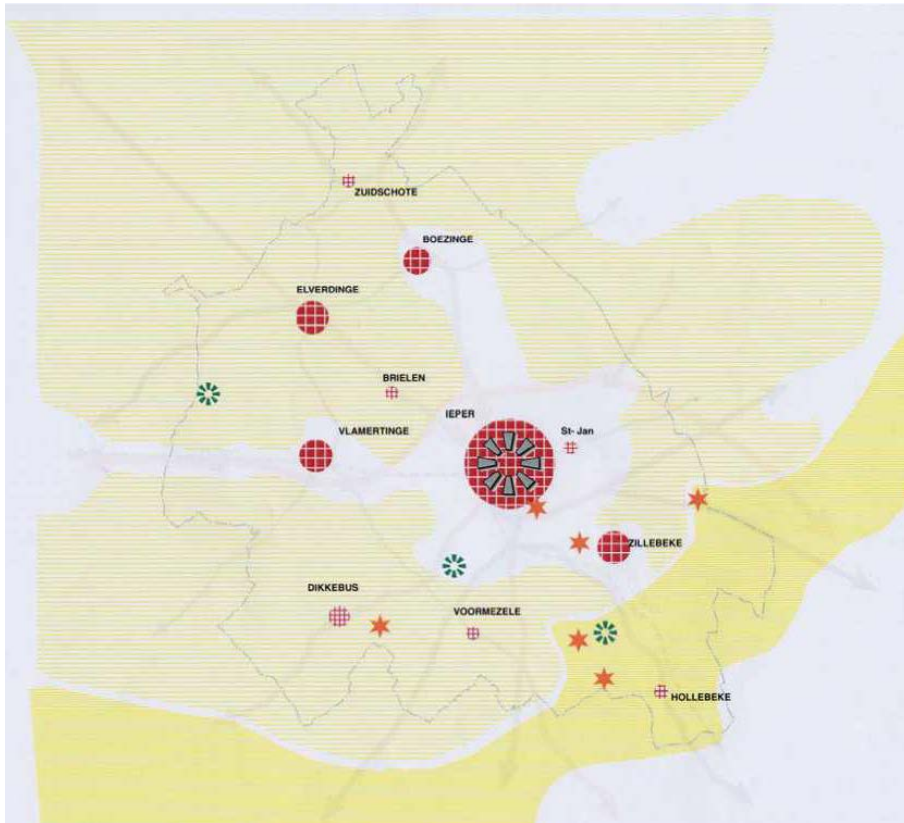 ZUIDSCHOTE
BOEZINGE
ELVERDINGE
BRIELEN
IEPER
St- Jan
VLAMERTINGE
ZILLEBEKE
DIKKEBUS
VOORMEZELE
HOLLEBEKE